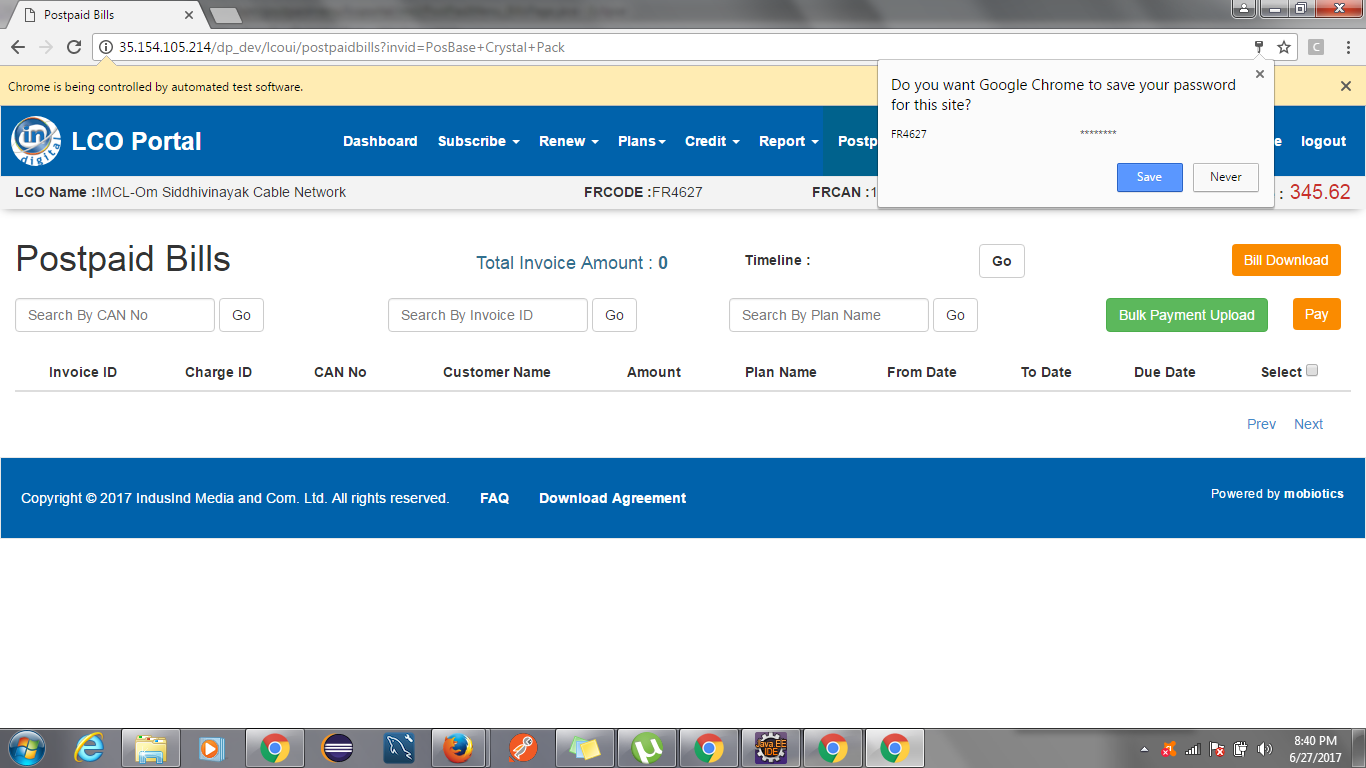 Postpaid Bills
35.154.105.214/dp_dev/lcoui/postpaidbills?invid=PosBase+Crystal+Pack
C
Chrome is being controlled by automated test software.
Do you want Google Chrome to save your password
for this site?
FR4627 ********
Save Never
in digital LCO Portal Dashboard Subscribe Renew Plans Credit Report Postp e logout
LCO Name :IMCL-Om Siddhivinayak Cable Network FRCODE :FR4627 FRCAN :1 : 345.62
Postpaid Bills Total Invoice Amount : 0 Timeline : Go Bill Download
Search By CAN No Go Search By Invoice ID Go Search By Plan Name Go Bulk Payment Upload Pay
Invoice ID Charge ID CAN No Customer Name Amount Plan Name From Date To Date Due Date Select
Prev Next
Copyright © 2017 IndusInd Media and Com. Ltd. All rights reserved. FAQ Download Agreement Powered by mobiotics
Java EE
IDE
8:40 PM
6/27/2017